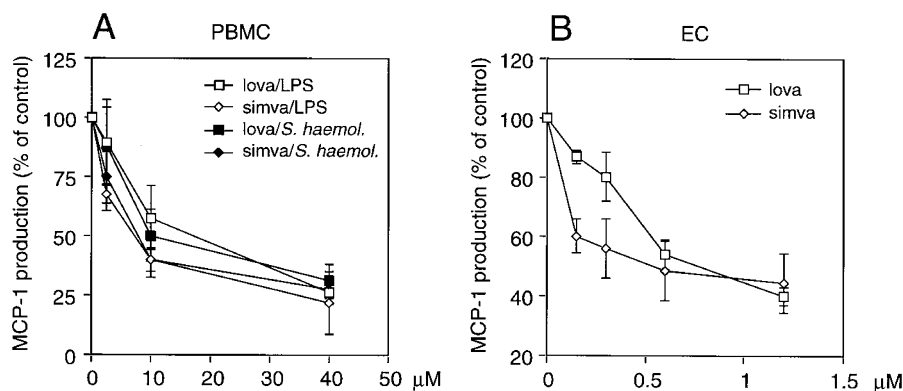 A
PBMC
MCP-1 production (% of control)
125
100
75
50
25
0
0 10 20 30 40 50 μM
lova/LPS
simva/LPS
lova/S. haemol.
simva/S. haemol.
B
EC
MCP-1 production (% of control)
120
100
80
60
40
20
0 0.5 1 1.5 μM
lova
simva